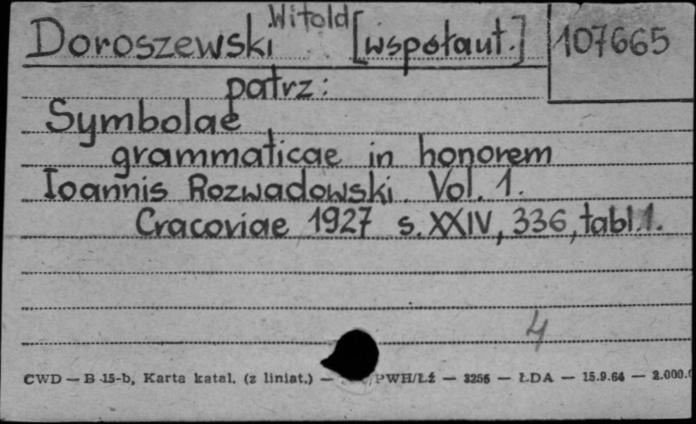 Doroszewski Witold [współaut.] 107665
patrz:
Symbolae
grammaticae in honorem
Ioannis Rozwadowski. Vol. 1.
Cracoviae 1927 s. XXIV, 336, tabl. 1.
4
CWD — B-15-b, Karta katal. (z liniat.) — PWH/Łź — 3256 — ŁDA — 15.9.64 — 2.000.